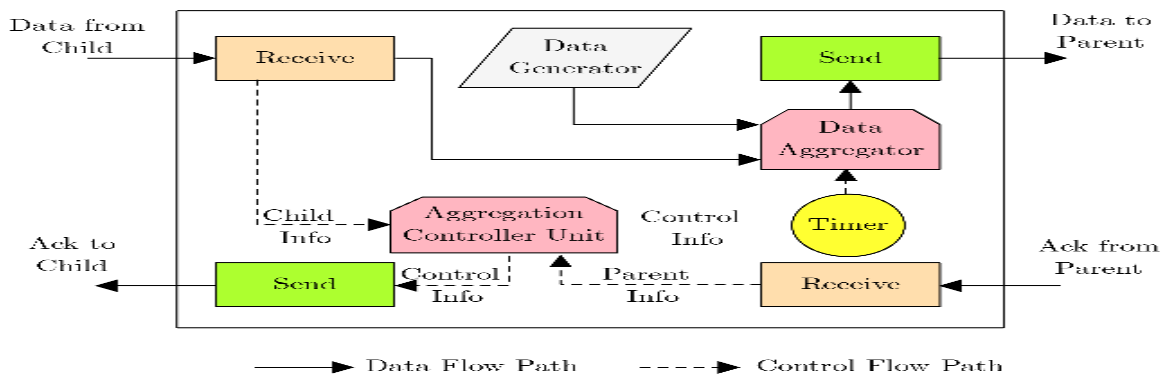 Data from
Child
Receive
Data
Generator
Send
Data to
Parent
Data
Aggregator
Child
Info
Aggregation
Controller Unit
Control
Info
Timer
Ack to
Child
Send
Control
Info
Parent
Info
Receive
Ack from
Parent
Data Flow Path
Control Flow Path